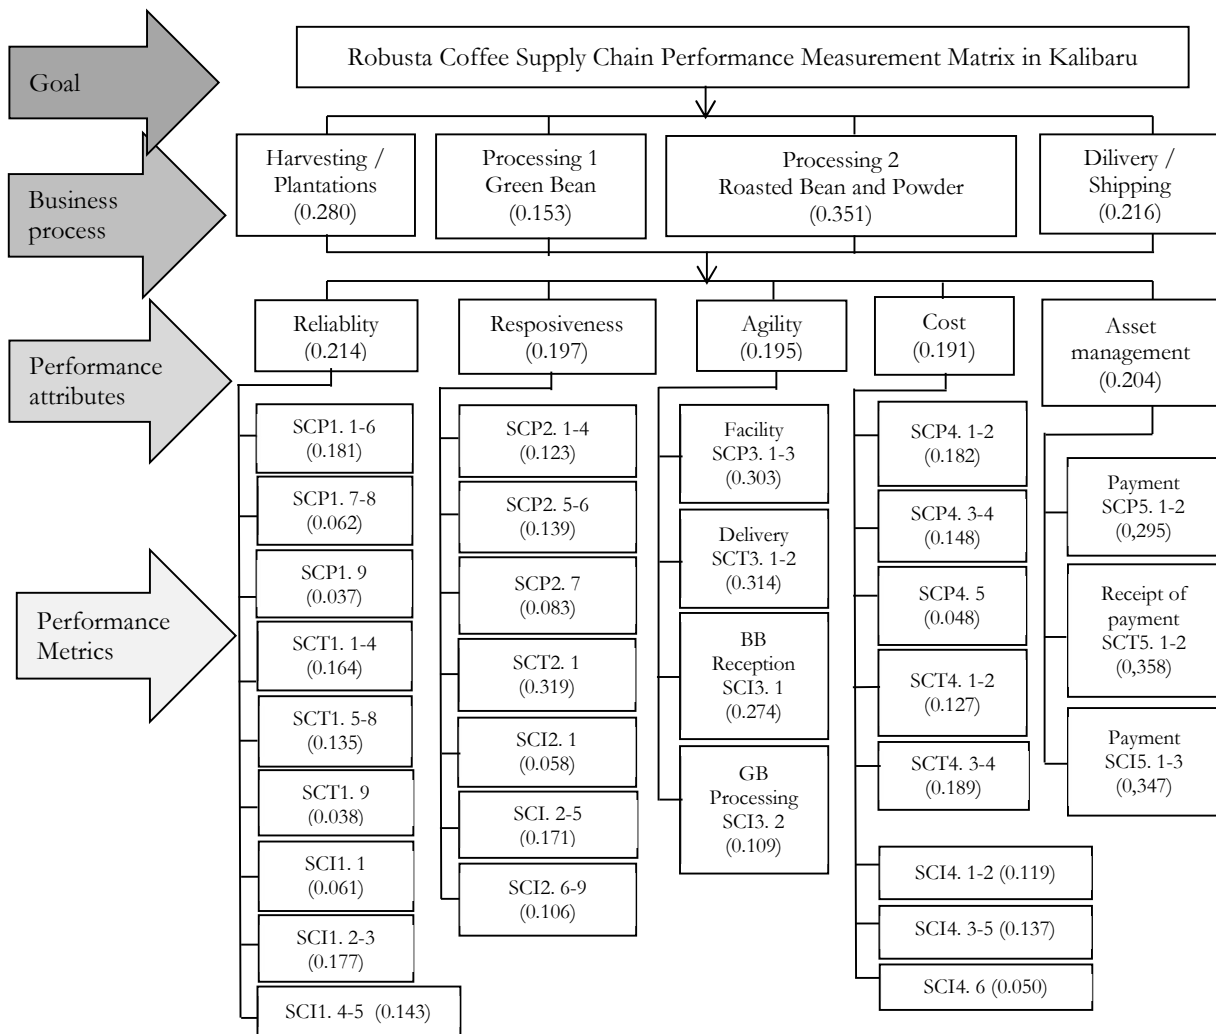 Goal
Robusta Coffee Supply Chain Performance Measurement Matrix in Kalibaru
Business
process
Harvesting /
Plantations
(0.280)
Processing 1
Green Bean
(0.153)
Processing 2
Roasted Bean and Powder
(0.351)
Dilivery /
Shipping
(0.216)
Performance
attributes
Reliablity
(0.214)
Resposiveness
(0.197)
Agility
(0.195)
Cost
(0.191)
Asset
management
(0.204)
Performance
Metrics
SCP1. 1-6
(0.181)
SCP1. 7-8
(0.062)
SCP1. 9
(0.037)
SCT1. 1-4
(0.164)
SCT1. 5-8
(0.135)
SCT1. 9
(0.038)
SCI1. 1
(0.061)
SCI1. 2-3
(0.177)
SCI1. 4-5 (0.143)
SCP2. 1-4
(0.123)
SCP2. 5-6
(0.139)
SCP2. 7
(0.083)
SCT2. 1
(0.319)
SCI2. 1
(0.058)
SCI. 2-5
(0.171)
SCI2. 6-9
(0.106)
Facility
SCP3. 1-3
(0.303)
Delivery
SCT3. 1-2
(0.314)
BB
Reception
SCI3. 1
(0.274)
GB
Processing
SCI3. 2
(0.109)
SCP4. 1-2
(0.182)
SCP4. 3-4
(0.148)
SCP4. 5
(0.048)
SCT4. 1-2
(0.127)
SCT4. 3-4
(0.189)
SCI4. 1-2 (0.119)
SCI4. 3-5 (0.137)
SCI4. 6 (0.050)
Payment
SCP5. 1-2
(0,295)
Receipt of
payment
SCT5. 1-2
(0,358)
Payment
SCI5. 1-3
(0,347)